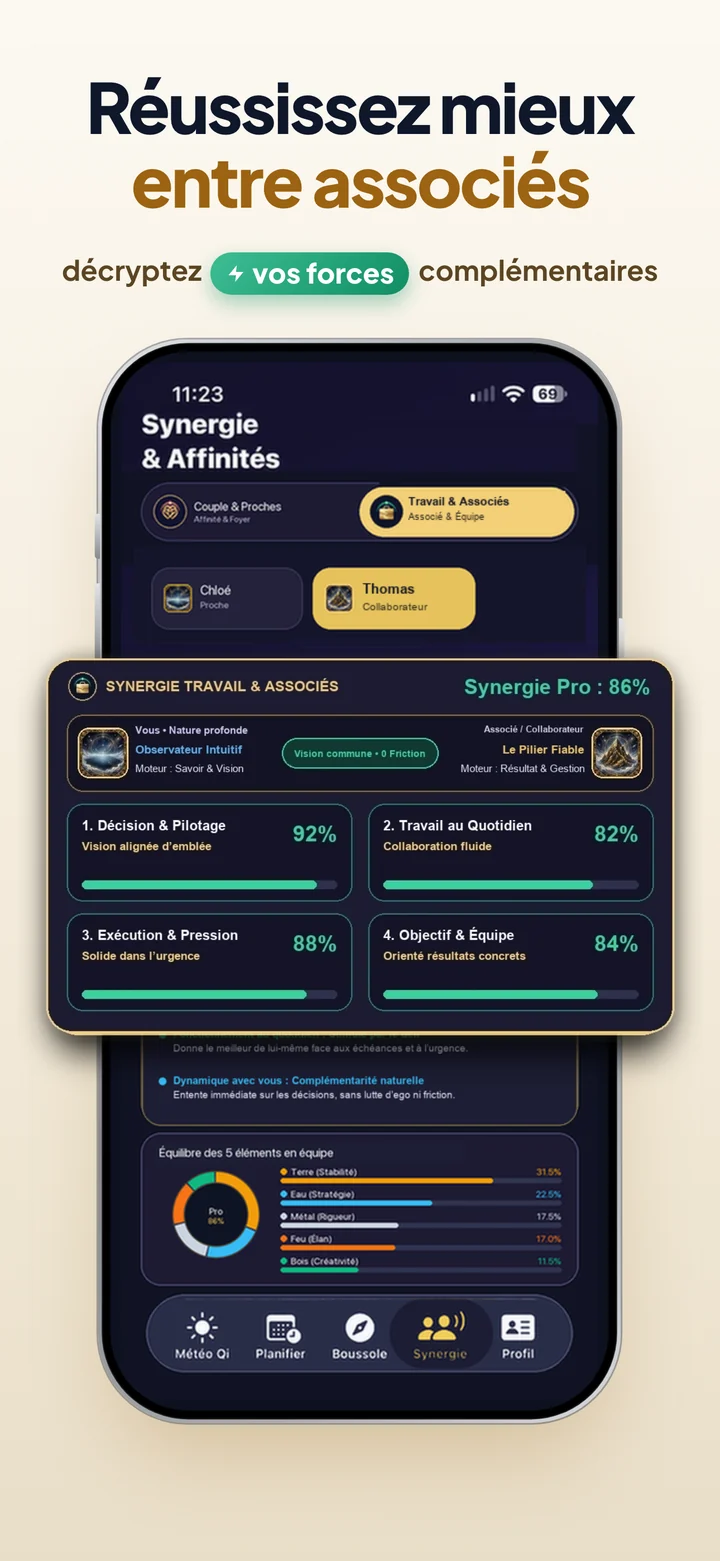 Réussissez mieux
entre associés
décryptez vos forces complémentaires
11:23
69
Synergie
& Affinités
Couple & Proches
Affinité & Foyer
Travail & Associés
Associé & Équipe
Chloé
Proche
Thomas
Collaborateur
SYNERGIE TRAVAIL & ASSOCIÉS
Synergie Pro : 86%
Vous • Nature profonde
Observateur Intuitif
Moteur : Savoir & Vision
Vision commune • 0 Friction
Associé / Collaborateur
Le Pilier Fiable
Moteur : Résultat & Gestion
1. Décision & Pilotage
92%
Vision alignée d’emblée
2. Travail au Quotidien
82%
Collaboration fluide
3. Exécution & Pression
88%
Solide dans l’urgence
4. Objectif & Équipe
84%
Orienté résultats concrets
Donne le meilleur de lui-même face aux échéances et à l’urgence.
Dynamique avec vous : Complémentarité naturelle
Entente immédiate sur les décisions, sans lutte d’ego ni friction.
Équilibre des 5 éléments en équipe
Pro
86%
Terre (Stabilité) 31.5%
Eau (Stratégie) 22.5%
Métal (Rigueur) 17.5%
Feu (Élan) 17.0%
Bois (Créativité) 11.5%
Météo Qi
Planifier
Boussole
Synergie
Profil